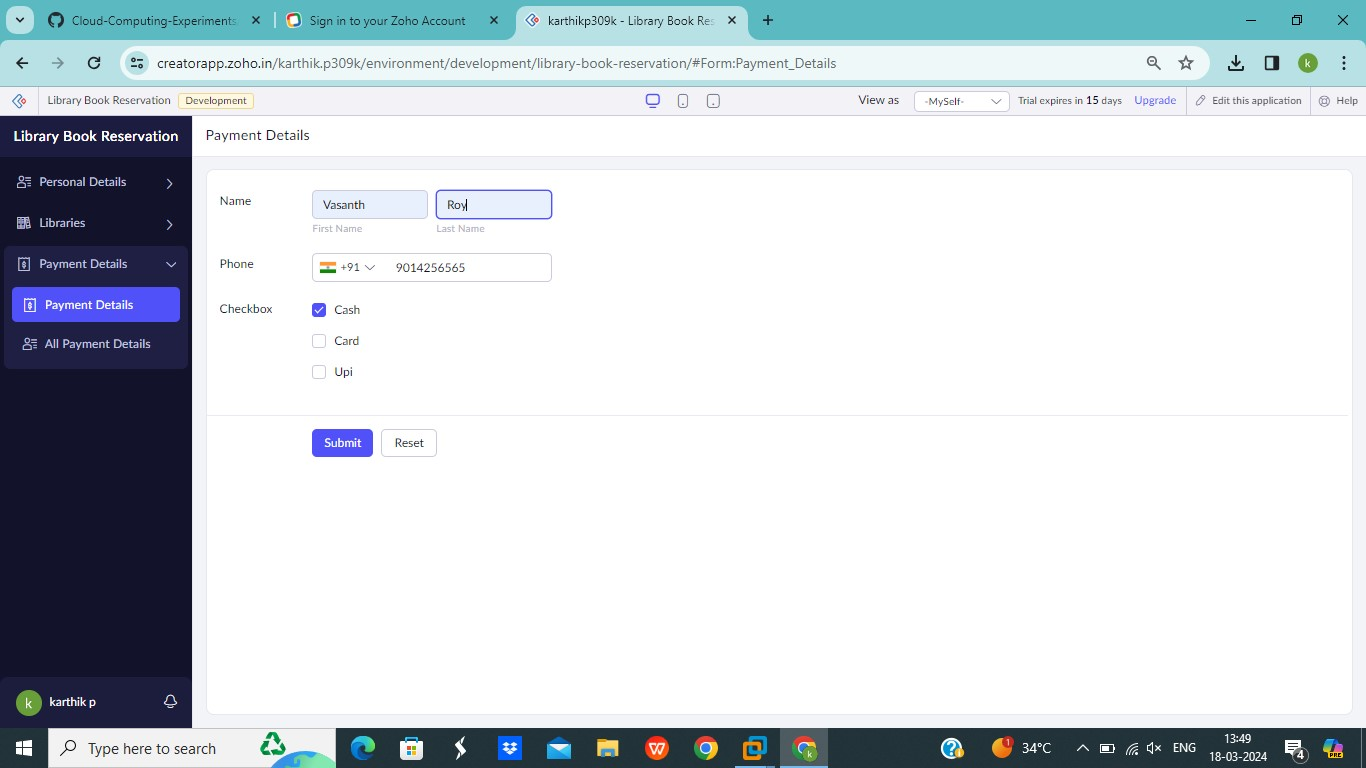 Cloud-Computing-Experiments
Sign in to your Zoho Account
karthikp309k - Library Book Res
creatorapp.zoho.in/karthik.p309k/environment/development/library-book-reservation/#Form:Payment_Details
k
Library Book Reservation
Development
View as
-MySelf-
Trial expires in 15 days
Upgrade
Edit this application
Help
Library Book Reservation
Personal Details
Libraries
Payment Details
Payment Details
All Payment Details
k
karthik p
Payment Details
Name
Vasanth
Roy
First Name
Last Name
Phone
+91
9014256565
Checkbox
Cash
Card
Upi
Submit
Reset
Type here to search
34°C
ENG
13:49
18-03-2024
4